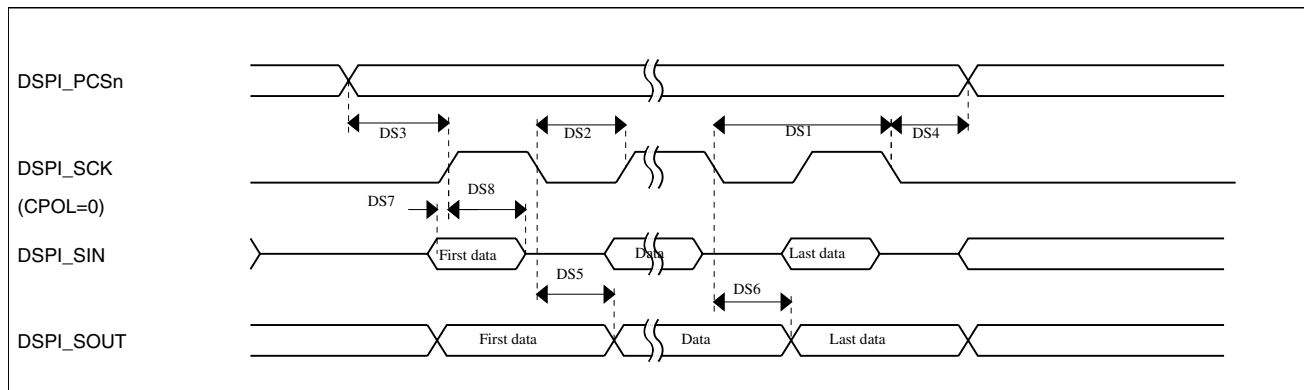 DSPI_PCSn
DS3
DS2
DS1
DS4
DSPI_SCK
(CPOL=0)
DS7
DS8
DSPI_SIN
First data
Data
Last data
DS5
DS6
DSPI_SOUT
First data
Data
Last data